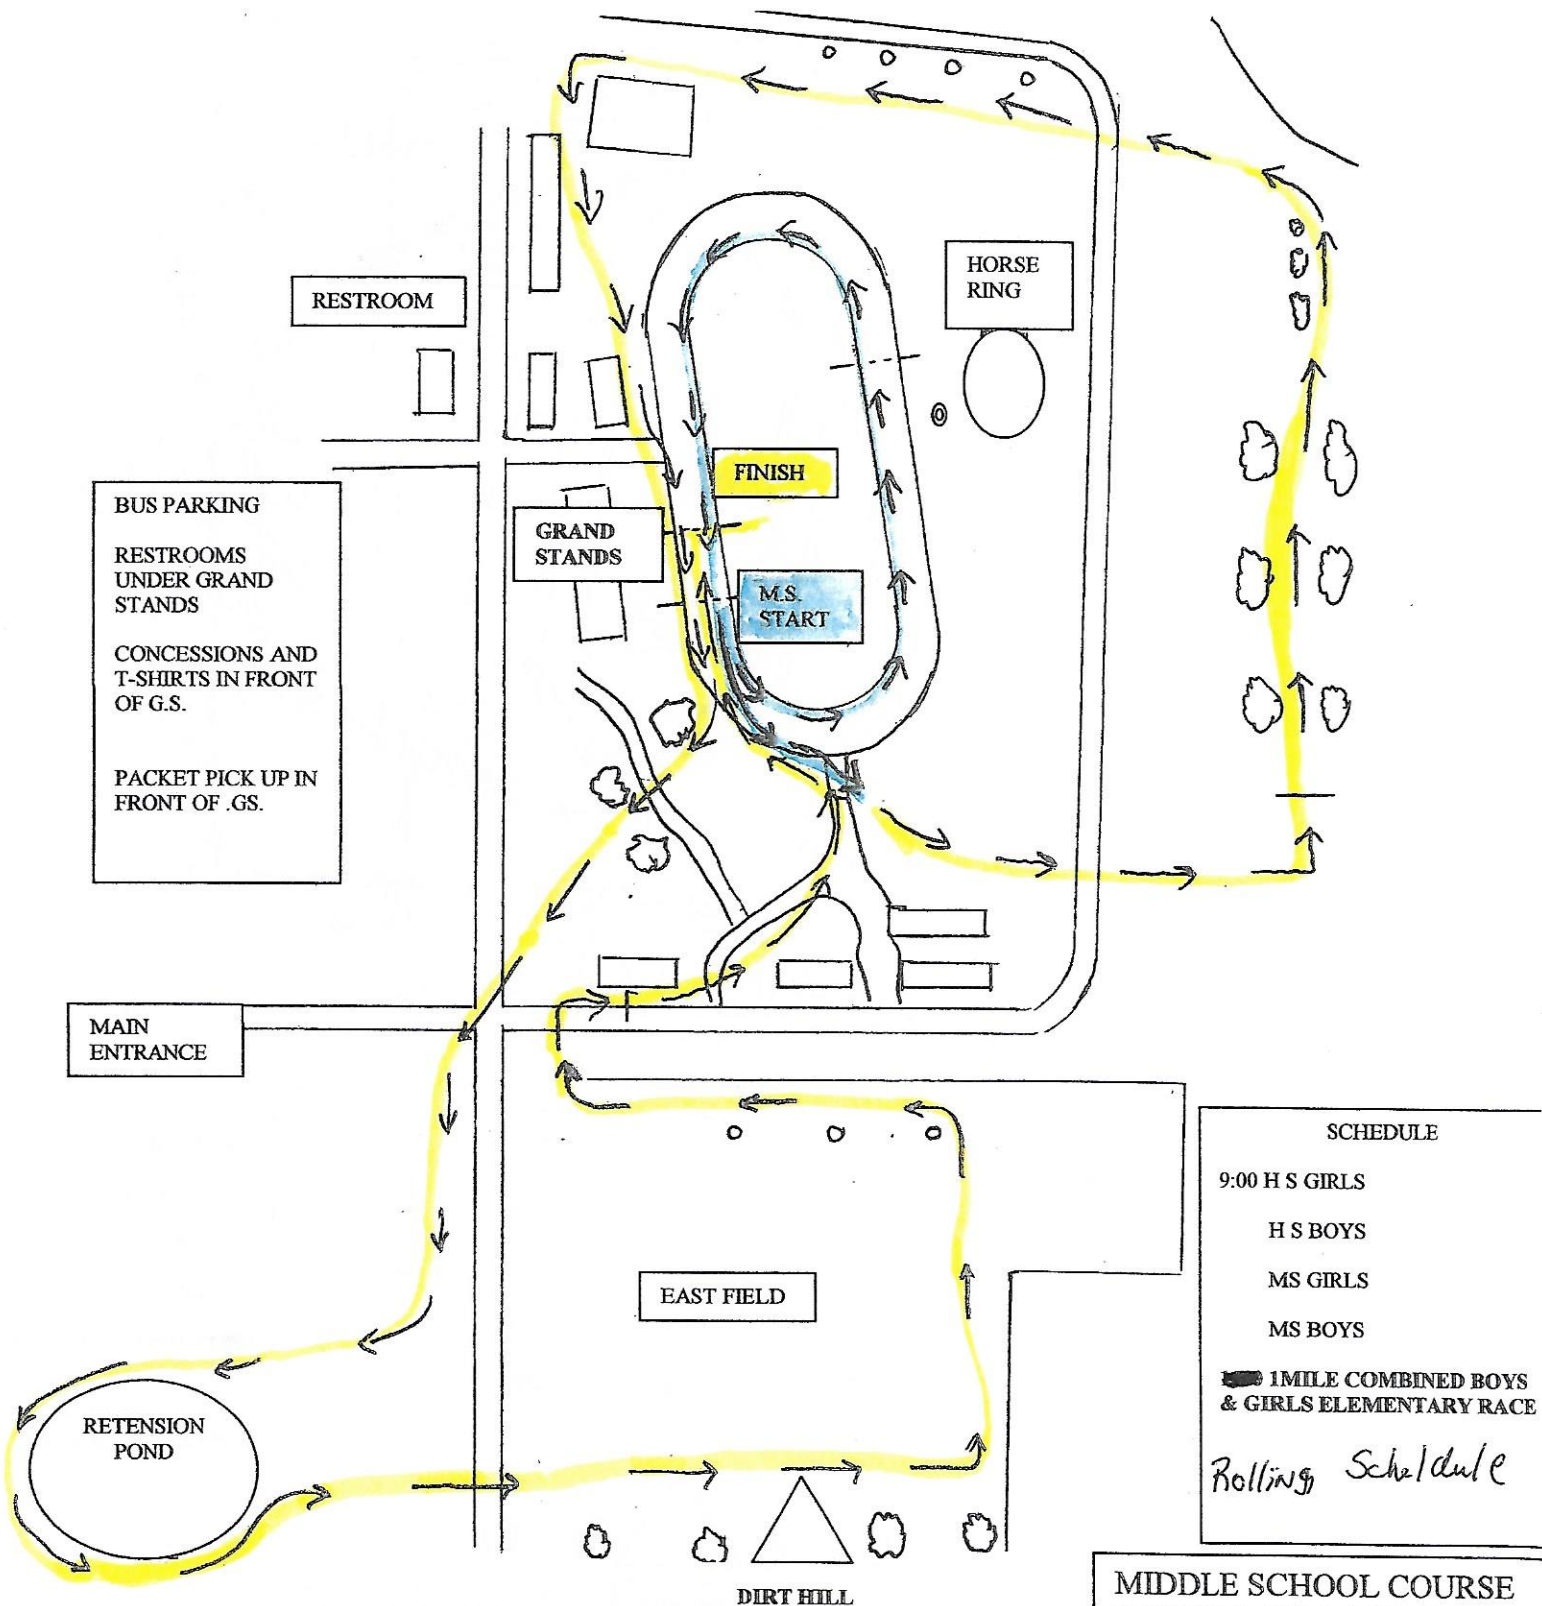 RESTROOM
HORSE
RING
FINISH
BUS PARKING
RESTROOMS
UNDER GRAND
STANDS
CONCESSIONS AND
T-SHIRTS IN FRONT
OF G.S.
PACKET PICK UP IN
FRONT OF .GS.
GRAND
STANDS
M.S.
START
MAIN
ENTRANCE
EAST FIELD
RETENSION
POND
DIRT HILL
SCHEDULE
9:00 H S GIRLS
H S BOYS
MS GIRLS
MS BOYS
1MILE COMBINED BOYS
& GIRLS ELEMENTARY RACE
Rolling Scheldule
MIDDLE SCHOOL COURSE